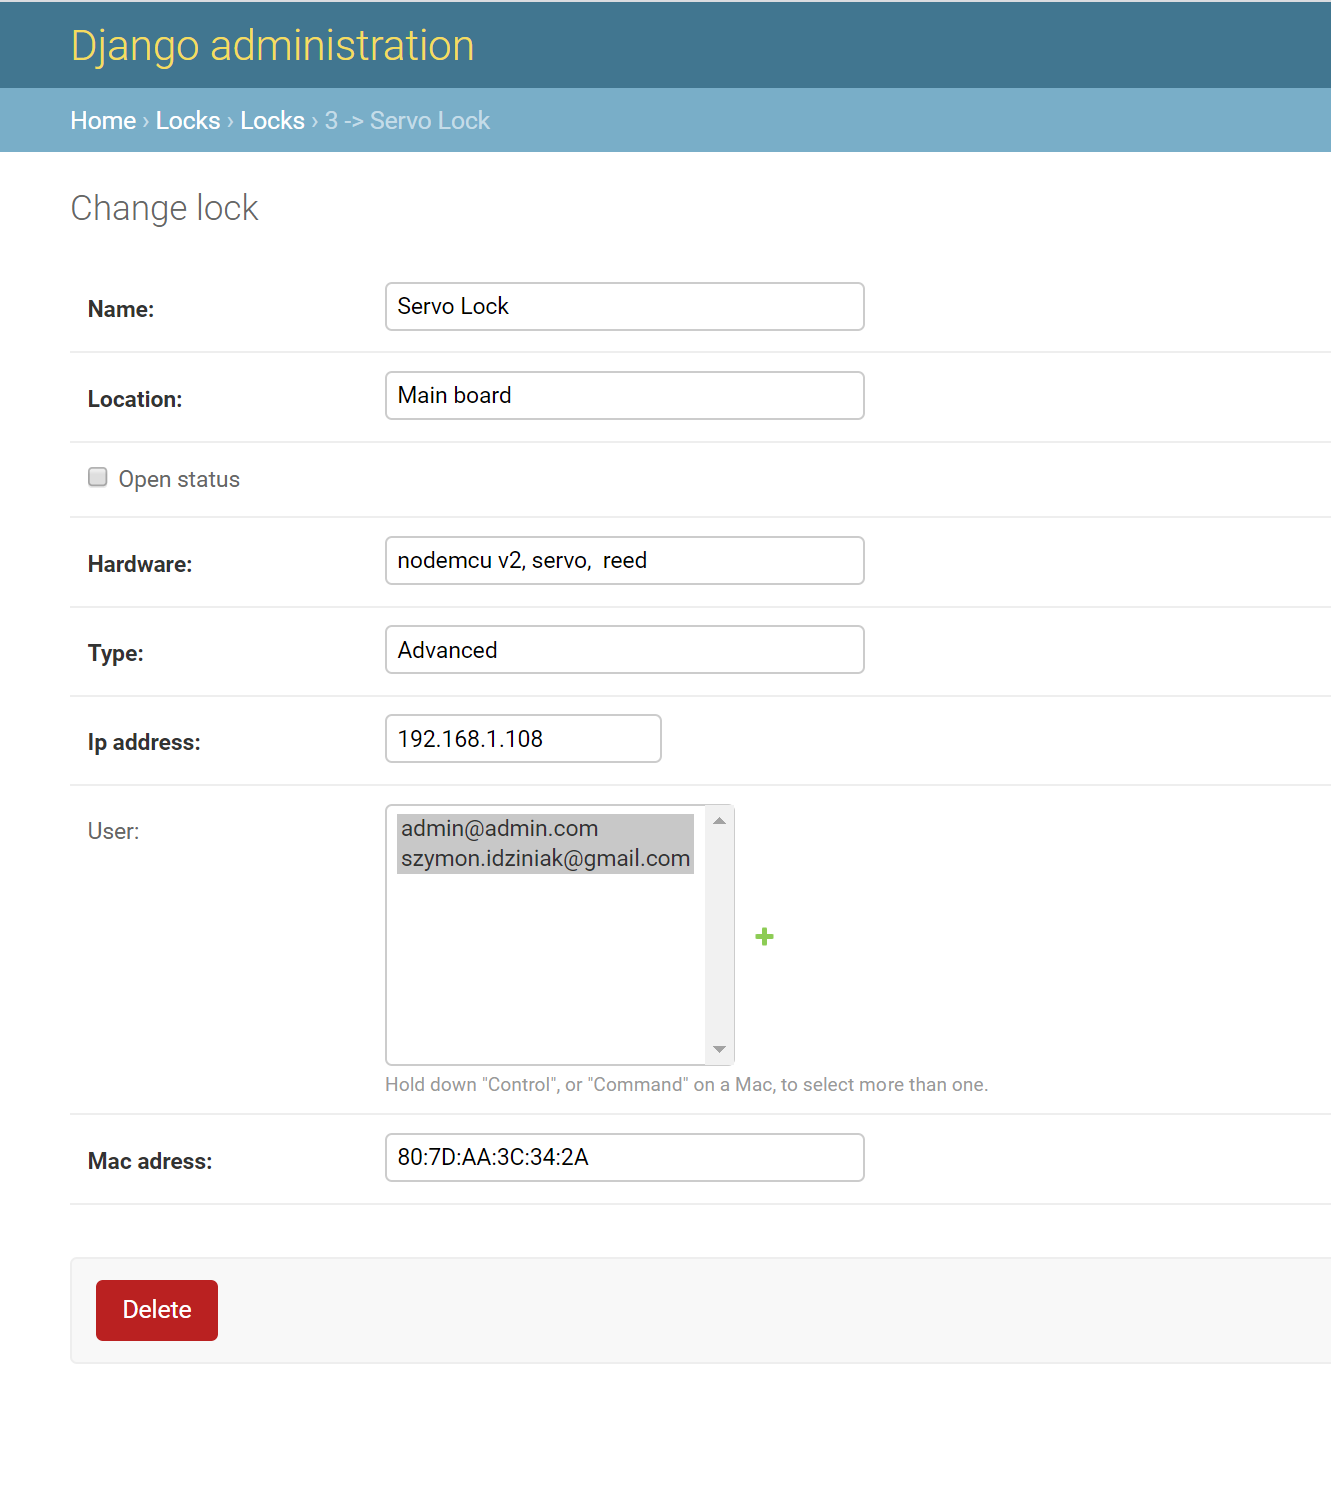 Django administration
Home › Locks › Locks › 3 -> Servo Lock
Change lock
Name: Servo Lock
Location: Main board
Open status
Hardware: nodemcu v2, servo,  reed
Type: Advanced
Ip address: 192.168.1.108
User:
admin@admin.com
szymon.idziniak@gmail.com
Hold down "Control", or "Command" on a Mac, to select more than one.
Mac adress: 80:7D:AA:3C:34:2A
Delete